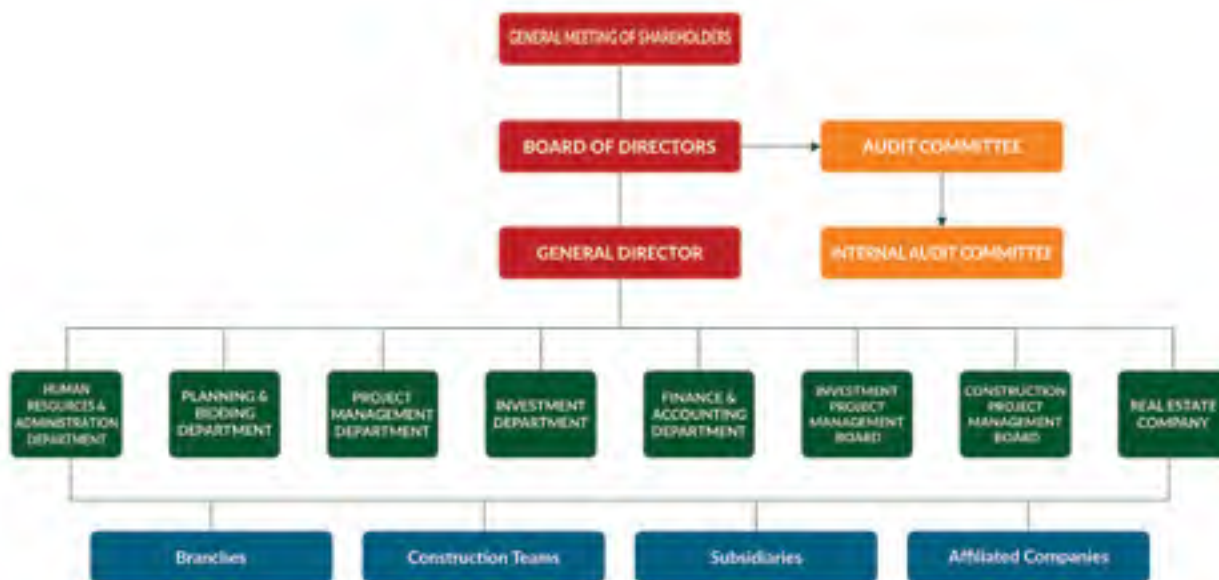 GENERAL MEETING OF SHAREHOLDERS
BOARD OF DIRECTORS
AUDIT COMMITTEE
GENERAL DIRECTOR
INTERNAL AUDIT COMMITTEE
HUMAN
RESOURCES &
ADMINISTRATION
DEPARTMENT
PLANNING &
BIDDING
DEPARTMENT
PROJECT
MANAGEMENT
DEPARTMENT
INVESTMENT
DEPARTMENT
FINANCE &
ACCOUNTING
DEPARTMENT
INVESTMENT
PROJECT
MANAGEMENT
BOARD
CONSTRUCTION
PROJECT
MANAGEMENT
BOARD
REAL ESTATE
COMPANY
Branches
Construction Teams
Subsidiaries
Affiliated Companies